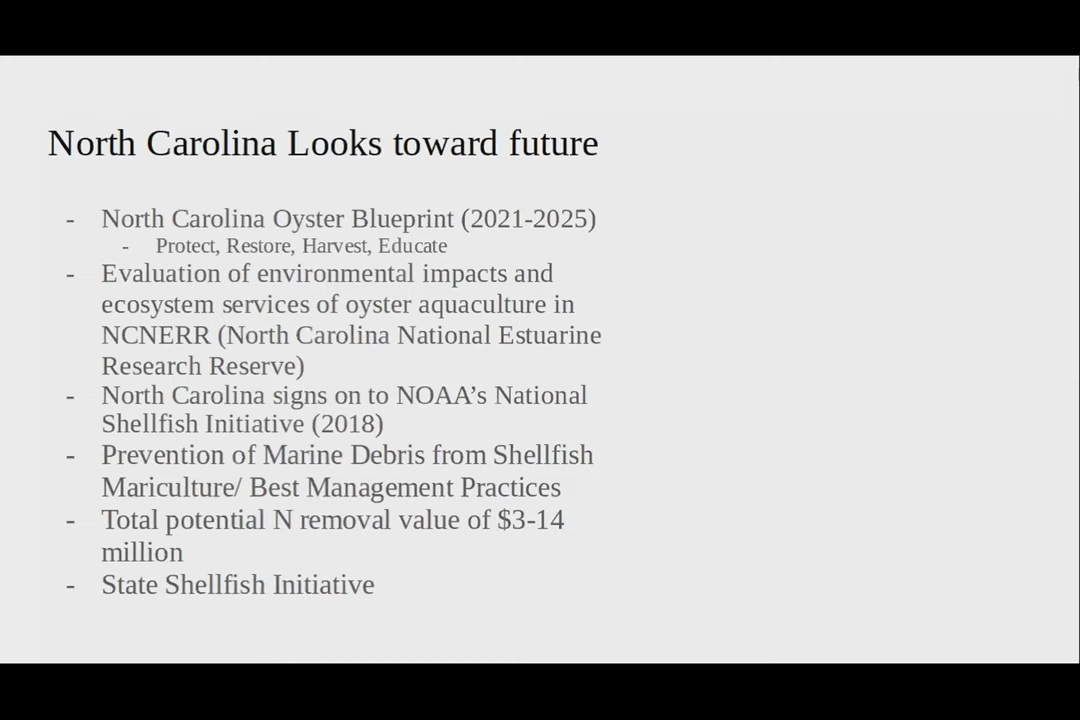 North Carolina Looks toward future
- North Carolina Oyster Blueprint (2021-2025)
- Protect, Restore, Harvest, Educate
- Evaluation of environmental impacts and
ecosystem services of oyster aquaculture in
NCNERR (North Carolina National Estuarine
Research Reserve)
- North Carolina signs on to NOAA’s National
Shellfish Initiative (2018)
- Prevention of Marine Debris from Shellfish
Mariculture/ Best Management Practices
- Total potential N removal value of $3-14
million
- State Shellfish Initiative